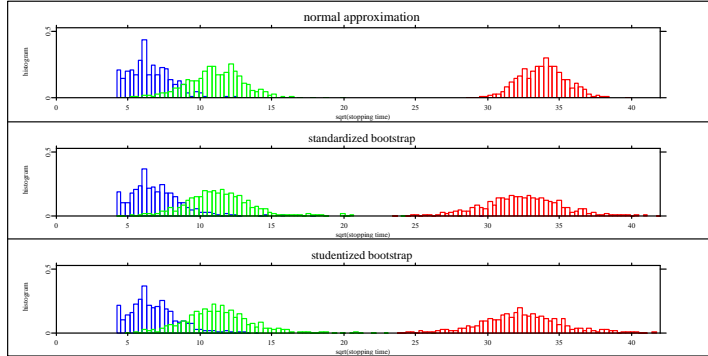 normal approximation
0.5
histogram
0
0 5 10 15 20 25 30 35 40
sqrt(stopping time)
standardized bootstrap
0.5
histogram
0
0 5 10 15 20 25 30 35 40
sqrt(stopping time)
studentized bootstrap
0.5
histogram
0
0 5 10 15 20 25 30 35 40
sqrt(stopping time)